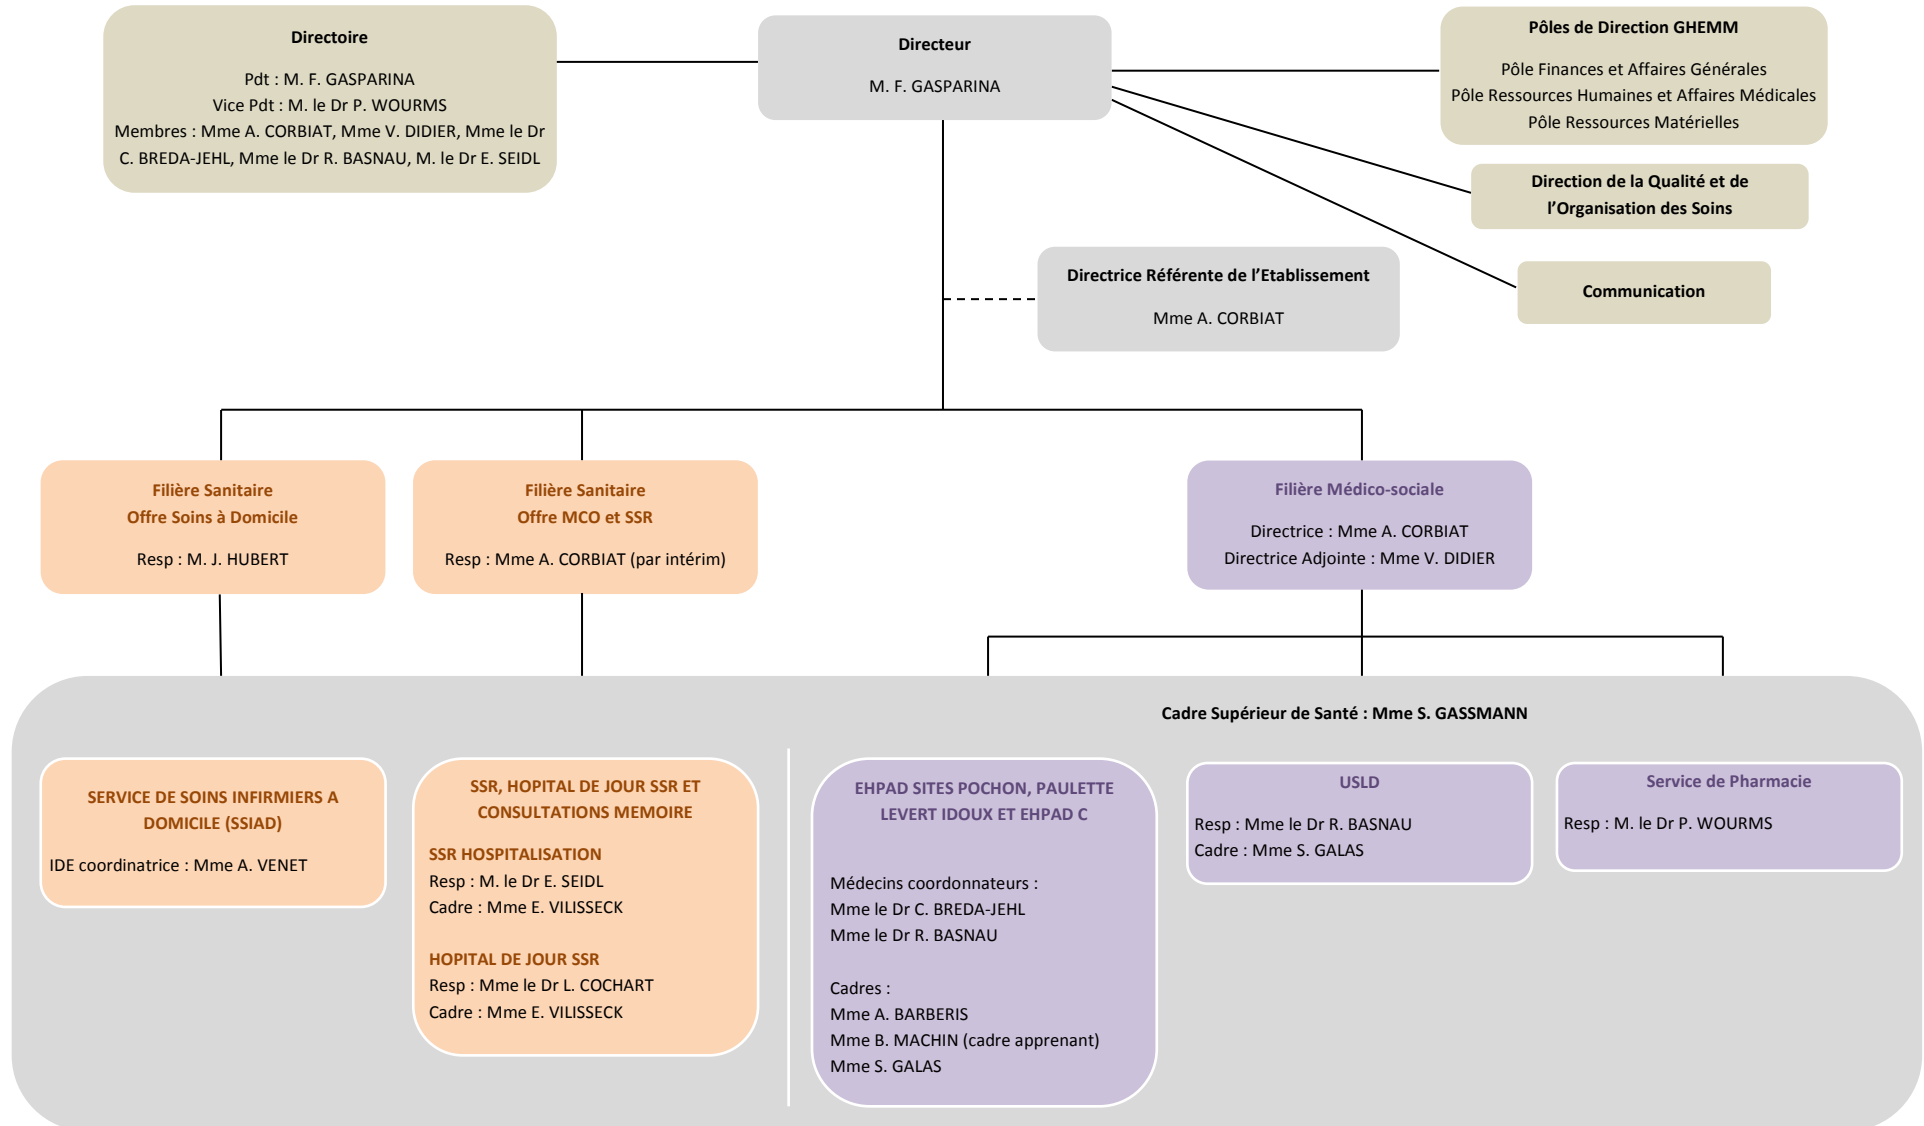 Directoire
Pdt : M. F. GASPARINA
Vice Pdt : M. le Dr P. WOURMS
Membres : Mme A. CORBIAT, Mme V. DIDIER, Mme le Dr
C. BREDA-JEHL, Mme le Dr R. BASNAU, M. le Dr E. SEIDL
Directeur
M. F. GASPARINA
Pôles de Direction GHEMM
Pôle Finances et Affaires Générales
Pôle Ressources Humaines et Affaires Médicales
Pôle Ressources Matérielles
Direction de la Qualité et de
l’Organisation des Soins
Communication
Directrice Référente de l’Etablissement
Mme A. CORBIAT
Filière Sanitaire
Offre Soins à Domicile
Resp : M. J. HUBERT
Filière Sanitaire
Offre MCO et SSR
Resp : Mme A. CORBIAT (par intérim)
Filière Médico-sociale
Directrice : Mme A. CORBIAT
Directrice Adjointe : Mme V. DIDIER
Cadre Supérieur de Santé : Mme S. GASSMANN
SERVICE DE SOINS INFIRMIERS A
DOMICILE (SSIAD)
IDE coordinatrice : Mme A. VENET
SSR, HOPITAL DE JOUR SSR ET
CONSULTATIONS MEMOIRE
SSR HOSPITALISATION
Resp : M. le Dr E. SEIDL
Cadre : Mme E. VILISSECK
HOPITAL DE JOUR SSR
Resp : Mme le Dr L. COCHART
Cadre : Mme E. VILISSECK
EHPAD SITES POCHON, PAULETTE
LEVERT IDOUX ET EHPAD C
Médecins coordonnateurs :
Mme le Dr C. BREDA-JEHL
Mme le Dr R. BASNAU
Cadres :
Mme A. BARBERIS
Mme B. MACHIN (cadre apprenant)
Mme S. GALAS
USLD
Resp : Mme le Dr R. BASNAU
Cadre : Mme S. GALAS
Service de Pharmacie
Resp : M. le Dr P. WOURMS